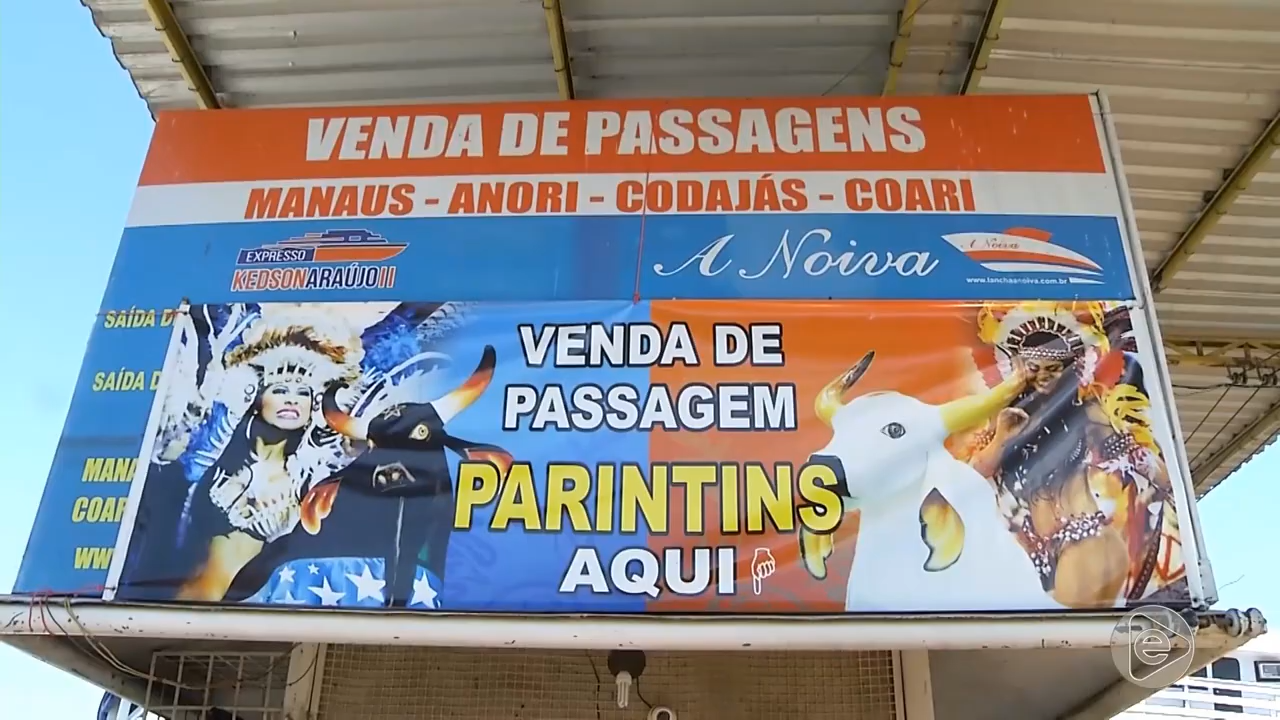 VENDA DE PASSAGENS
MANAUS - ANORI - CODAJÁS - COARI
EXPRESSO
KEDSONARAÚJOII
A Noiva
A Noiva
www.lanchaanoiva.com.br
SAÍDA D
SAÍDA D
MANA
COAR
WW
VENDA DE
PASSAGEM
PARINTINS
AQUI
e